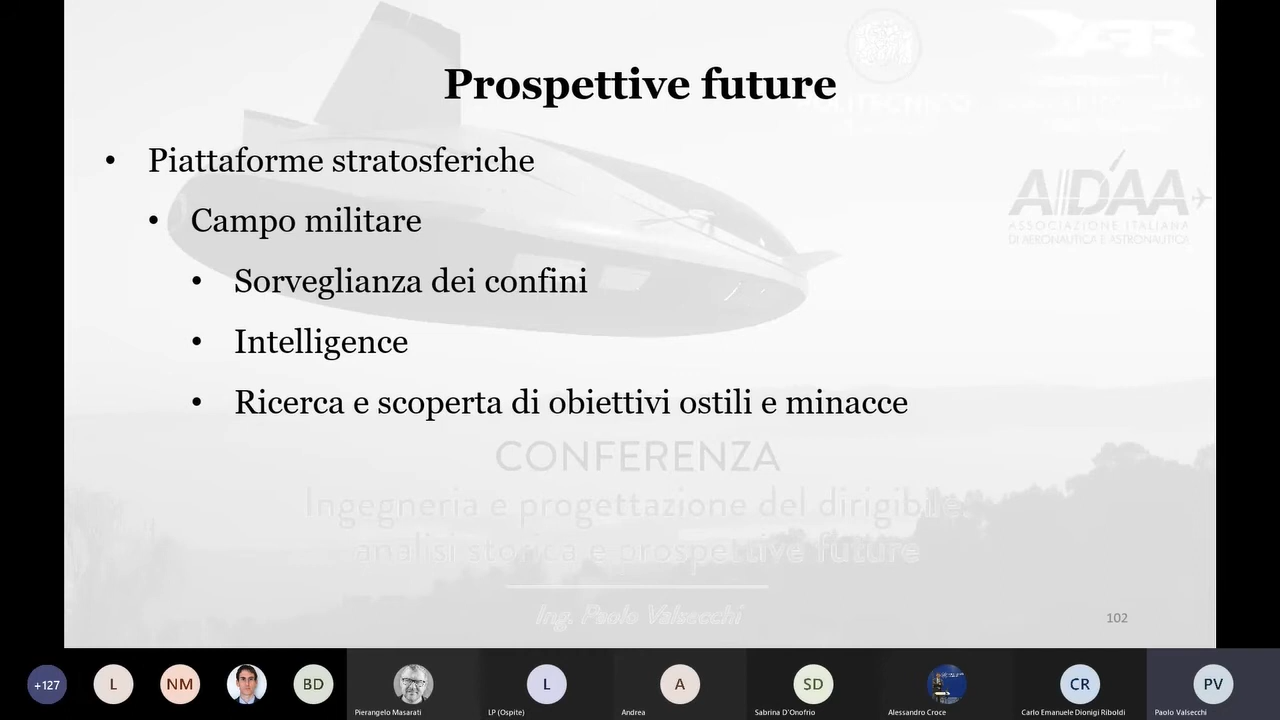 Prospettive future
POLITECNICO
• Piattaforme stratosferiche
AIDAA
ASSOCIAZIONE ITALIANA
DI AERONAUTICA E ASTRONAUTICA
• Campo militare
• Sorveglianza dei confini
• Intelligence
• Ricerca e scoperta di obiettivi ostili e minacce
CONFERENZA
Ingegneria e progettazione del dirigibile:
analisi storica e prospettive future
Ing. Paolo Valsecchi
102
+127 L NM BD L A SD CR PV
Pierangelo Masarati LP (Ospite) Andrea Sabrina D'Onofrio Alessandro Croce Carlo Emanuele Dionigi Riboldi Paolo Valsecchi